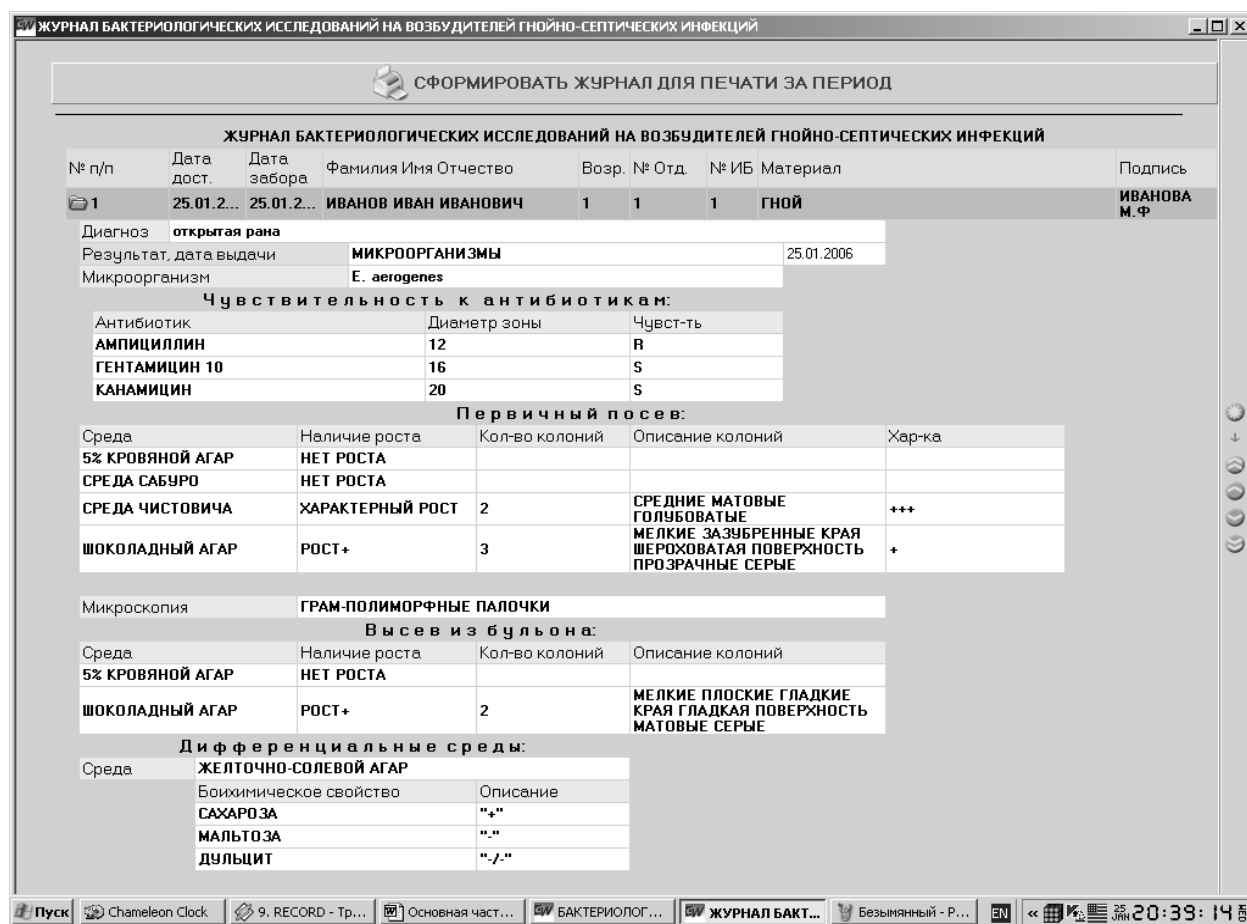 ЖУРНАЛ БАКТЕРИОЛОГИЧЕСКИХ ИССЛЕДОВАНИЙ НА ВОЗБУДИТЕЛЕЙ ГНОЙНО-СЕПТИЧЕСКИХ ИНФЕКЦИЙ
СФОРМИРОВАТЬ ЖУРНАЛ ДЛЯ ПЕЧАТИ ЗА ПЕРИОД
ЖУРНАЛ БАКТЕРИОЛОГИЧЕСКИХ ИССЛЕДОВАНИЙ НА ВОЗБУДИТЕЛЕЙ ГНОЙНО-СЕПТИЧЕСКИХ ИНФЕКЦИЙ
№ п/п Дата дост. Дата забора Фамилия Имя Отчество Возр. № Отд. № ИБ Материал Подпись
1 25.01.2... 25.01.2... ИВАНОВ ИВАН ИВАНОВИЧ 1 1 1 ГНОЙ ИВАНОВА М.Ф
Диагноз открытая рана
Результат, дата выдачи МИКРООРГАНИЗМЫ 25.01.2006
Микроорганизм E. aerogenes
Чувствительность к антибиотикам:
Антибиотик Диаметр зоны Чувст-ть
АМПИЦИЛЛИН 12 R
ГЕНТАМИЦИН 10 16 S
КАНАМИЦИН 20 S
Первичный посев:
Среда Наличие роста Кол-во колоний Описание колоний Хар-ка
5% КРОВЯНОЙ АГАР НЕТ РОСТА
СРЕДА САБУРО НЕТ РОСТА
СРЕДА ЧИСТОВИЧА ХАРАКТЕРНЫЙ РОСТ 2 СРЕДНИЕ МАТОВЫЕ ГОЛУБОВАТЫЕ +++
ШОКОЛАДНЫЙ АГАР РОСТ+ 3 МЕЛКИЕ ЗАЗУБРЕННЫЕ КРАЯ ШЕРОХОВАТАЯ ПОВЕРХНОСТЬ ПРОЗРАЧНЫЕ СЕРЫЕ +
Микроскопия ГРАМ-ПОЛИМОРФНЫЕ ПАЛОЧКИ
Высев из бульона:
Среда Наличие роста Кол-во колоний Описание колоний
5% КРОВЯНОЙ АГАР НЕТ РОСТА
ШОКОЛАДНЫЙ АГАР РОСТ+ 2 МЕЛКИЕ ПЛОСКИЕ ГЛАДКИЕ КРАЯ ГЛАДКАЯ ПОВЕРХНОСТЬ МАТОВЫЕ СЕРЫЕ
Дифференциальные среды:
Среда ЖЕЛТОЧНО-СОЛЕВОЙ АГАР
Боихимическое свойство Описание
САХАРОЗА "+"
МАЛЬТОЗА "-"
ДУЛЬЦИТ "-/-"
Пуск Chameleon Clock 9. RECORD - Тр... Основная част... БАКТЕРИОЛОГ... ЖУРНАЛ БАКТ... Безымянный - P... EN « 25 JAN 20:39:14